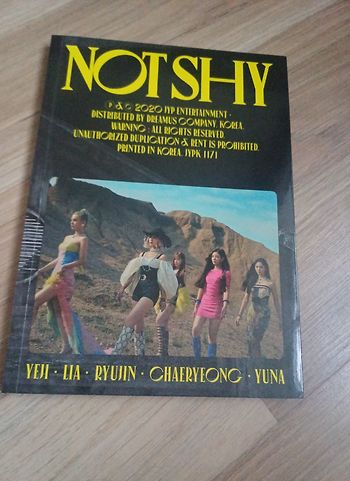 NOT SHY
Ⓟ & © 2020 JYP ENTERTAINMENT ·
DISTRIBUTED BY DREAMUS COMPANY, KOREA.
WARNING : ALL RIGHTS RESERVED.
UNAUTHORIZED DUPLICATION & RENT IS PROHIBITED.
PRINTED IN KOREA. JYPK 1171
YEJI · LIA · RYUJIN · CHAERYEONG · YUNA